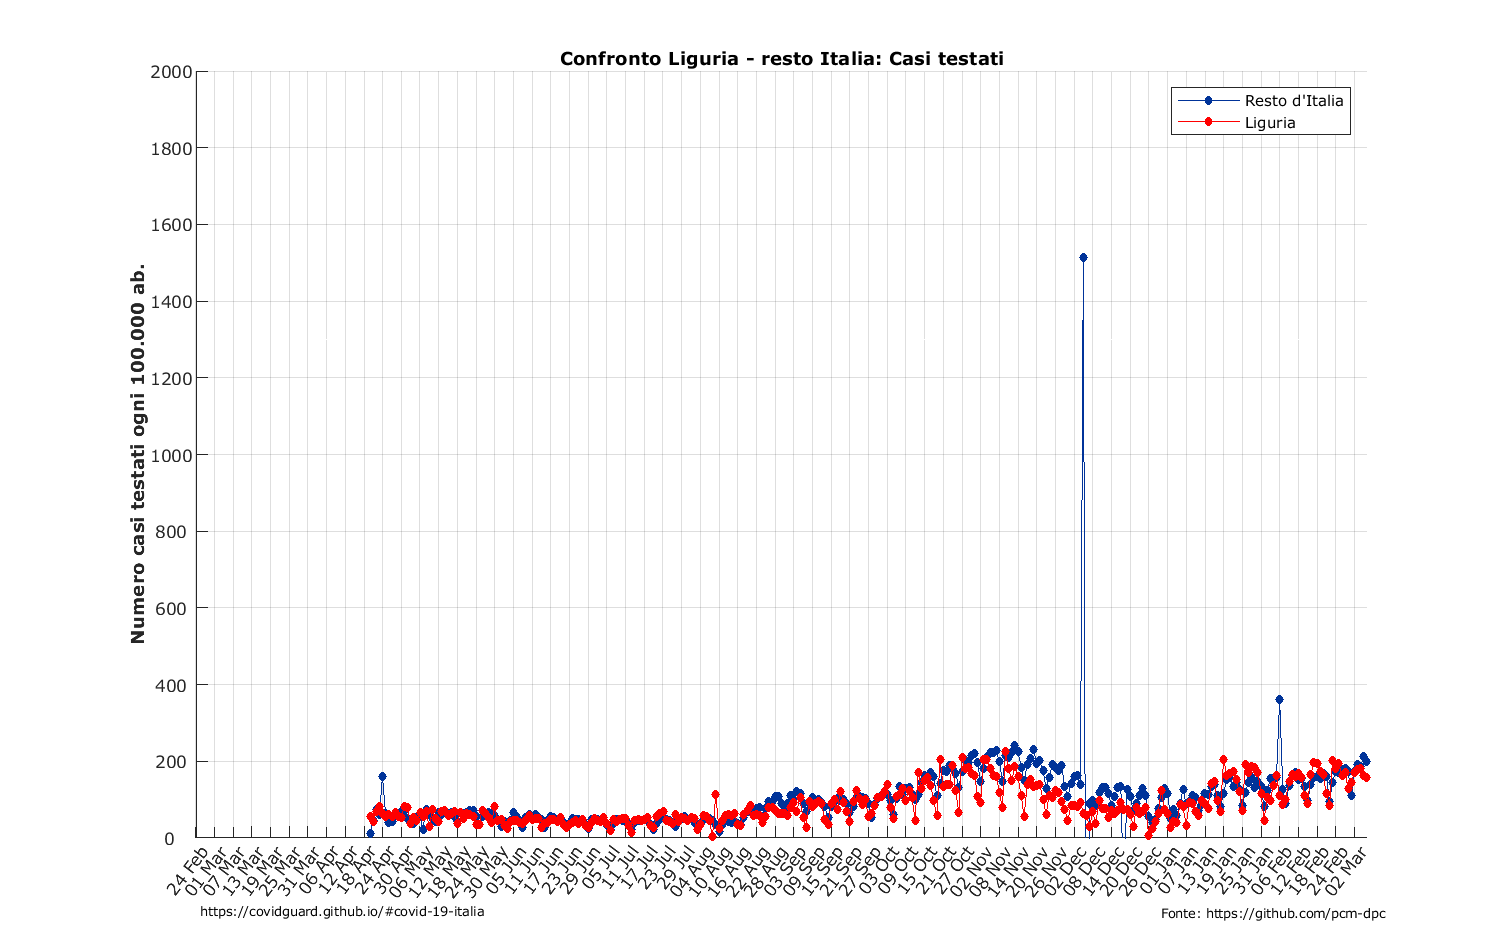 Confronto Liguria - resto Italia: Casi testati
Resto d'Italia
Liguria
Numero casi testati ogni 100.000 ab.
2000
1800
1600
1400
1200
1000
800
600
400
200
0
24 Feb
01 Mar
07 Mar
13 Mar
19 Mar
25 Mar
31 Mar
06 Apr
12 Apr
18 Apr
24 Apr
30 Apr
06 May
12 May
18 May
24 May
30 May
05 Jun
11 Jun
17 Jun
23 Jun
29 Jun
05 Jul
11 Jul
17 Jul
23 Jul
29 Jul
04 Aug
10 Aug
16 Aug
22 Aug
28 Aug
03 Sep
09 Sep
15 Sep
21 Sep
27 Sep
03 Oct
09 Oct
15 Oct
21 Oct
27 Oct
02 Nov
08 Nov
14 Nov
20 Nov
26 Nov
02 Dec
08 Dec
14 Dec
20 Dec
26 Dec
01 Jan
07 Jan
13 Jan
19 Jan
25 Jan
31 Jan
06 Feb
12 Feb
18 Feb
24 Feb
02 Mar
https://covidguard.github.io/#covid-19-italia
Fonte: https://github.com/pcm-dpc